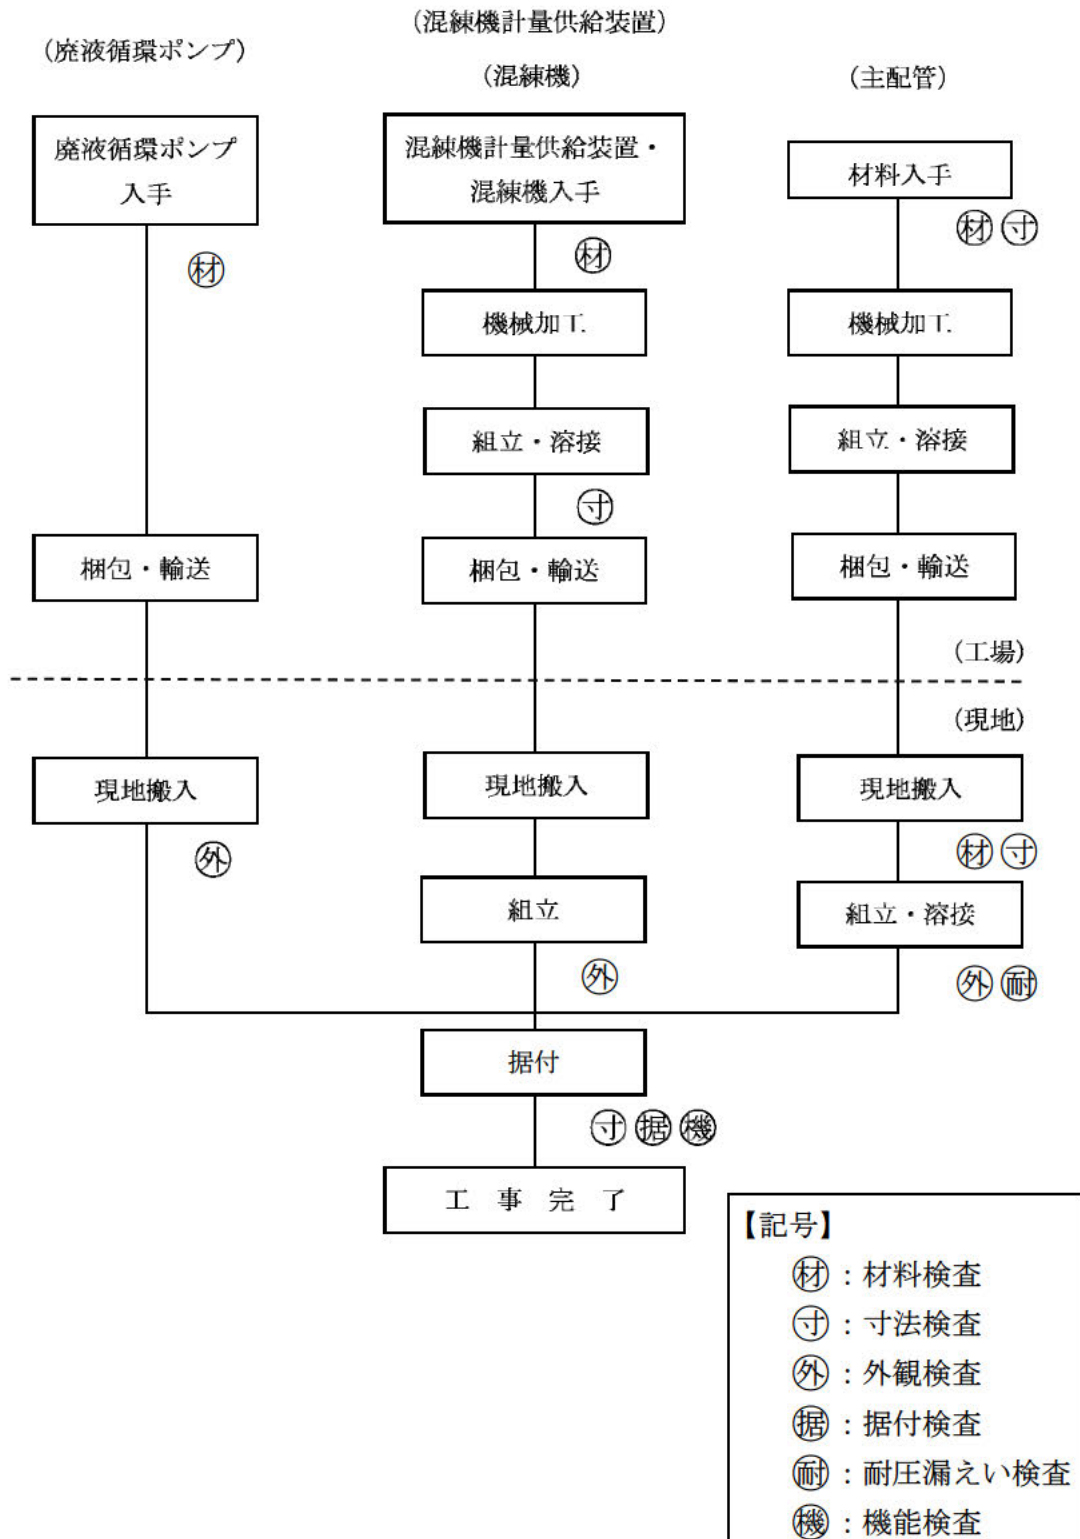 (混練機計量供給装置)
(廃液循環ポンプ)
(混練機)
(主配管)
廃液循環ポンプ
入手
混練機計量供給装置・
混練機入手
材料入手
材
材
材 寸
機械加工
機械加工
組立・溶接
組立・溶接
寸
梱包・輸送
梱包・輸送
梱包・輸送
(工場)
(現地)
現地搬入
現地搬入
現地搬入
外
材 寸
組立
組立・溶接
外
外 耐
据付
寸 据 機
工 事 完 了
【記号】
材：材料検査
寸：寸法検査
外：外観検査
据：据付検査
耐：耐圧漏えい検査
機：機能検査